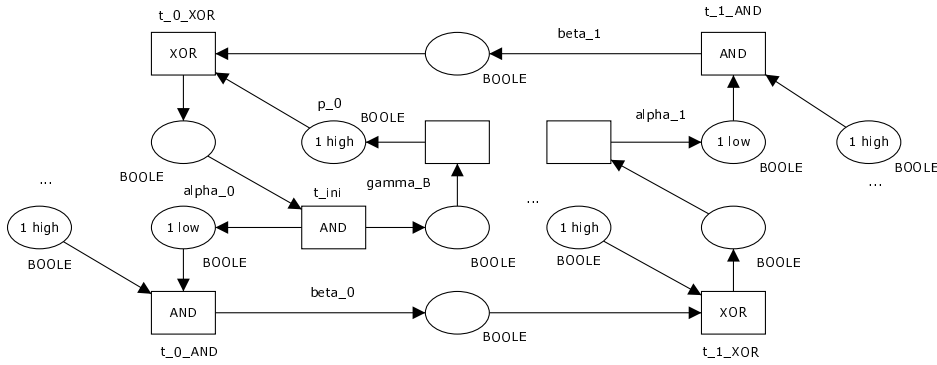 t_0_XOR
t_1_AND
beta_1
XOR
AND
BOOLE
p_0
BOOLE
alpha_1
1 high
1 low
1 high
BOOLE
BOOLE
BOOLE
...
...
alpha_0
t_ini
gamma_B
...
1 high
1 low
AND
1 high
BOOLE
BOOLE
BOOLE
BOOLE
BOOLE
beta_0
AND
XOR
BOOLE
t_0_AND
t_1_XOR